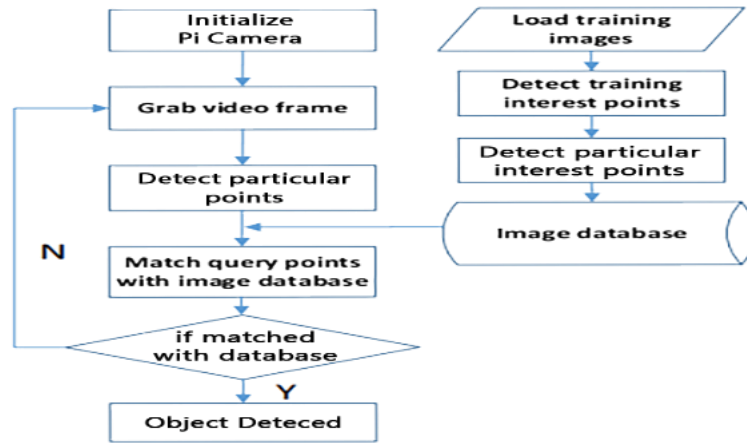 Initialize
Pi Camera
Grab video frame
Detect particular
points
Match query points
with image database
if matched
with database
N
Y
Object Deteced
Load training
images
Detect training
interest points
Detect particular
interest points
Image database